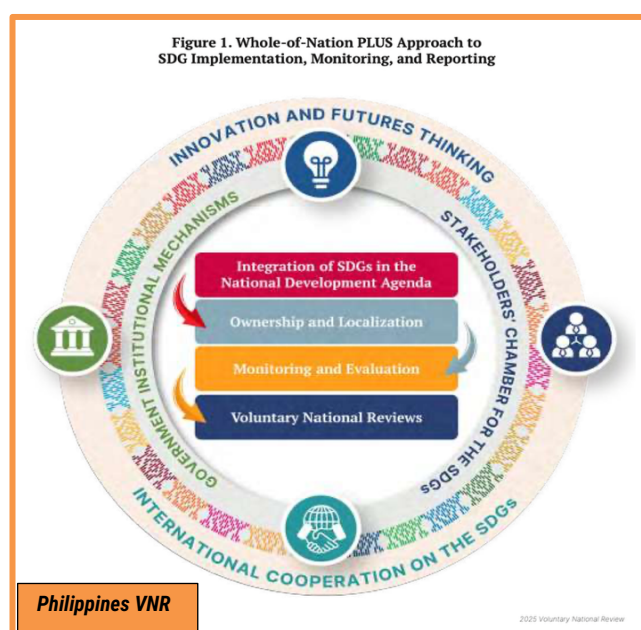 Figure 1. Whole-of-Nation PLUS Approach to
SDG Implementation, Monitoring, and Reporting
INNOVATION AND FUTURES THINKING
GOVERNMENT INSTITUTIONAL MECHANISMS
STAKEHOLDERS' CHAMBER FOR THE SDGs
Integration of SDGs in the
National Development Agenda
Ownership and Localization
Monitoring and Evaluation
Voluntary National Reviews
INTERNATIONAL COOPERATION ON THE SDGs
Philippines VNR
2025 Voluntary National Review